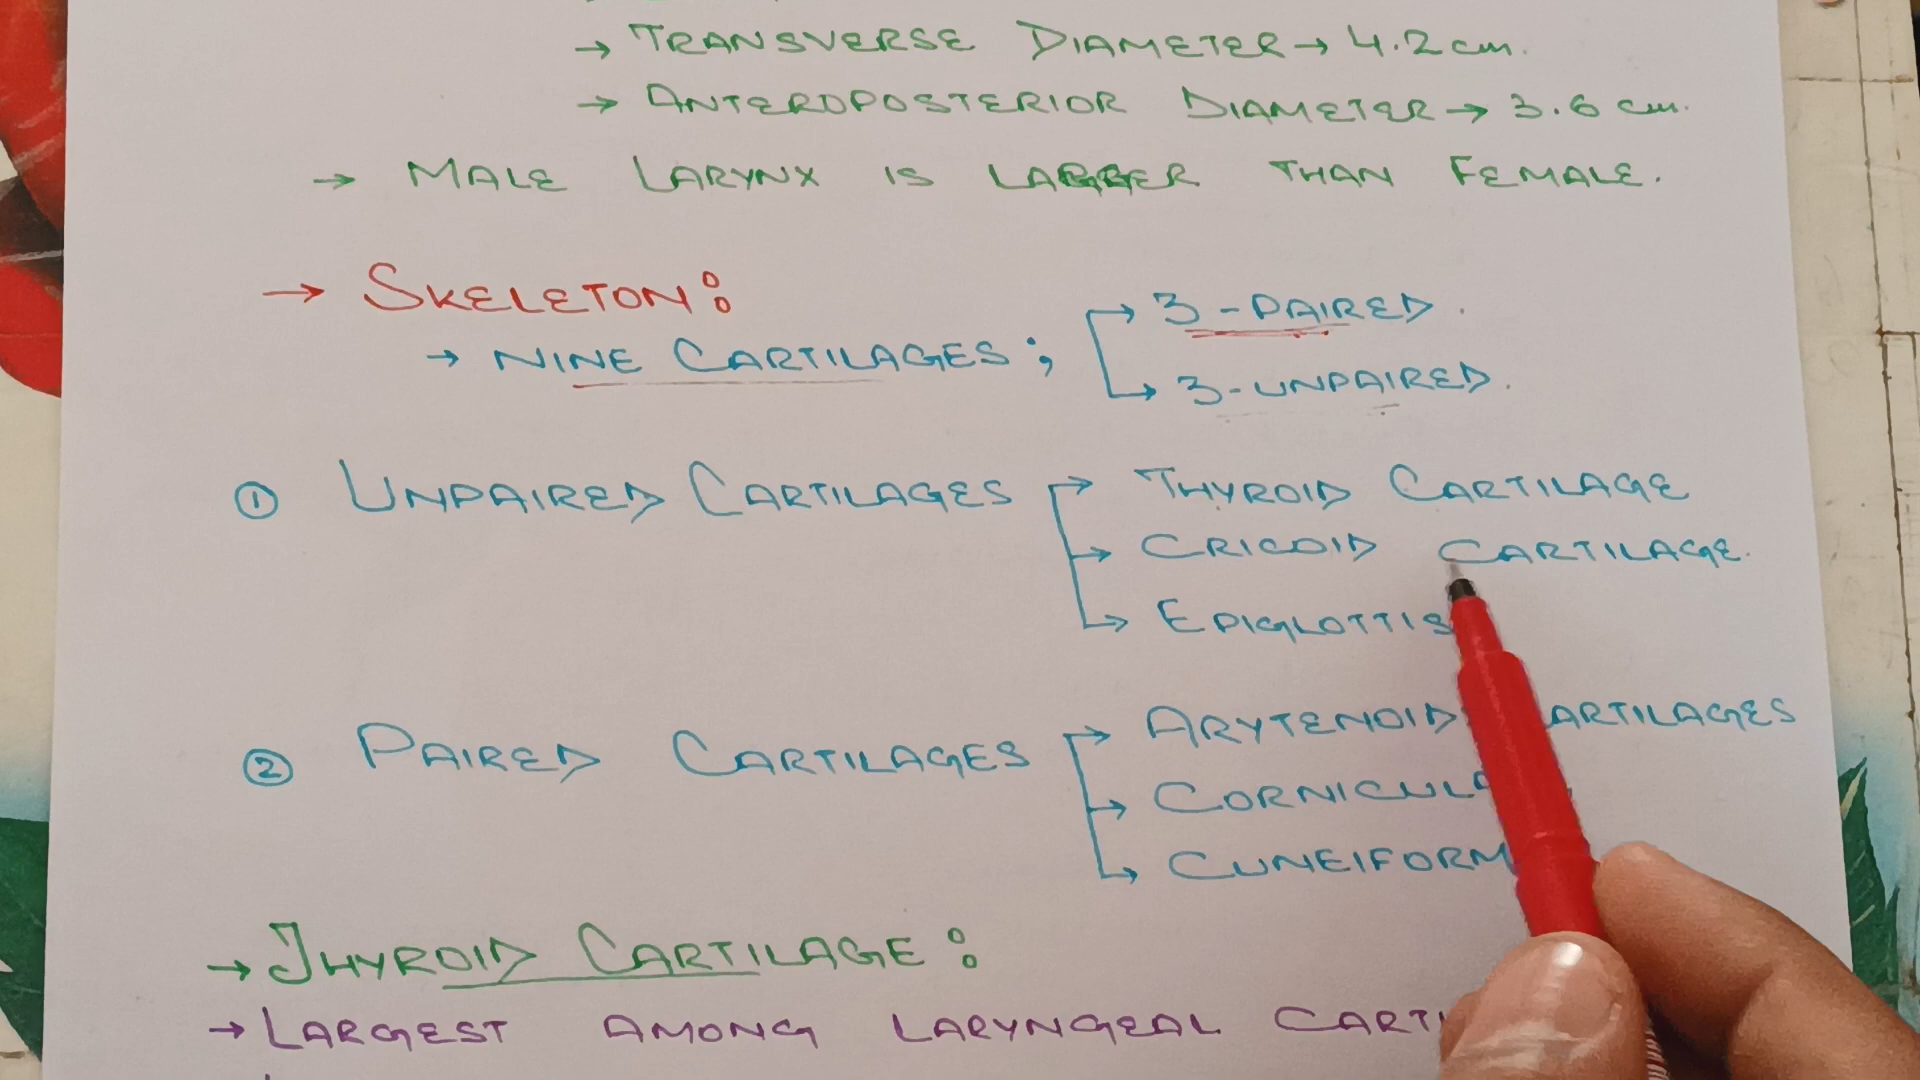 → TRANSVERSE DIAMETER → 4.2 cm.
→ ANTEROPOSTERIOR DIAMETER → 3.6 cm.
→ MALE LARYNX IS LARGER THAN FEMALE.
→ SKELETON:
→ NINE CARTILAGES; → 3-PAIRED.
→ 3-UNPAIRED.
① UNPAIRED CARTILAGES → THYROID CARTILAGE
→ CRICOID CARTILAGE.
→ EPIGLOTTIS
② PAIRED CARTILAGES → ARYTENOID CARTILAGES
→ CORNICUL
→ CUNEIFORM
→ THYROID CARTILAGE:
→ LARGEST AMONG LARYNGEAL CARTI